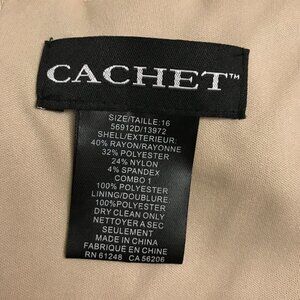 CACHET™
SIZE/TAILLE:16
56912D/13972
SHELL/EXTERIEUR:
40% RAYON/RAYONNE
32% POLYESTER
24% NYLON
4% SPANDEX
COMBO 1
100% POLYESTER
LINING/DOUBLURE:
100%POLYESTER
DRY CLEAN ONLY
NETTOYER A SEC
SEULEMENT
MADE IN CHINA
FABRIQUÉ EN CHINE
RN 61248 CA 56206